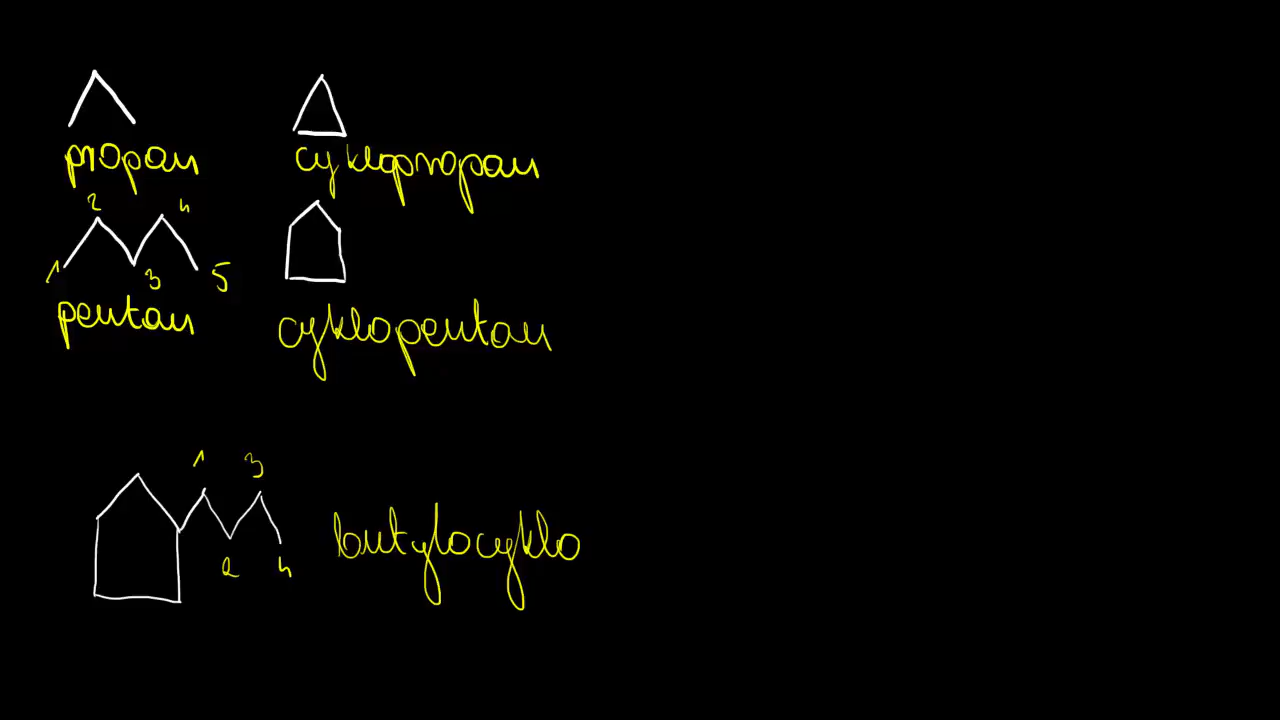 propan cyklopropan
2 4
1 3 5
pentan cyklopentan
1 3
butylocyklo
2 4